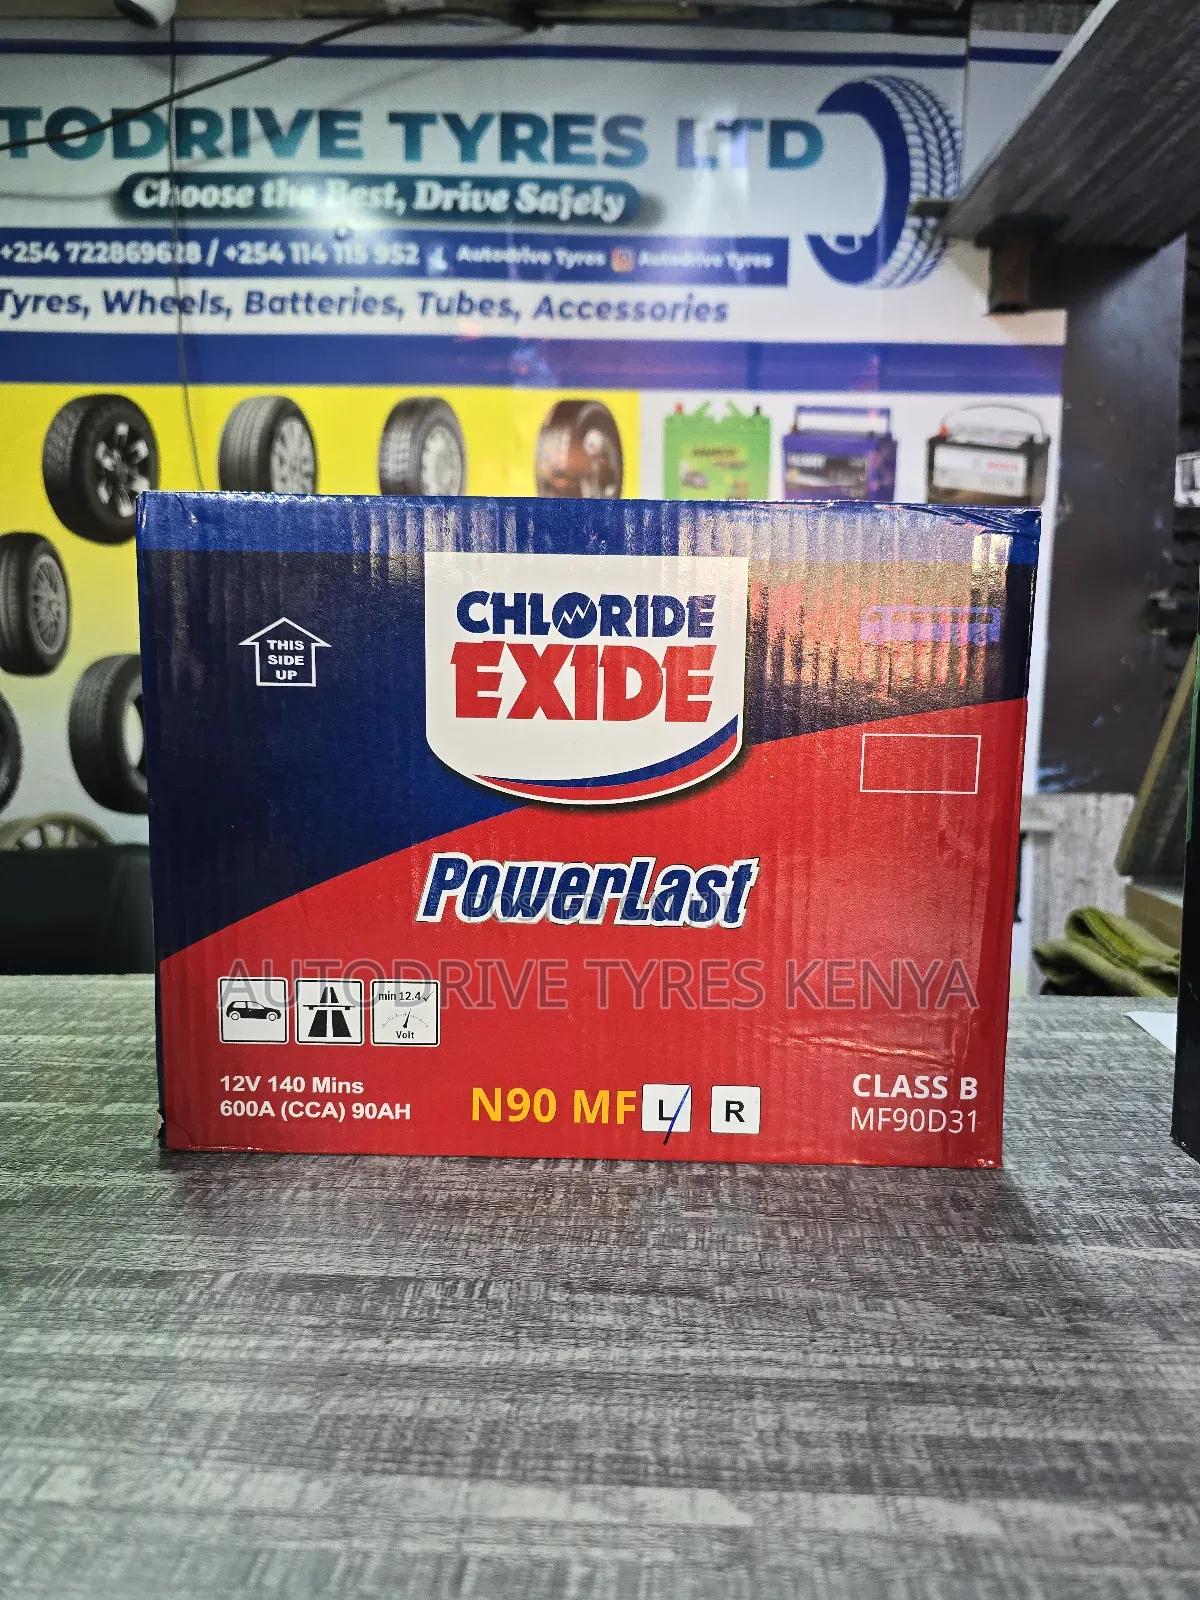 TODRIVE TYRES LTD
Choose the Best, Drive Safely
+254 722869628 / +254 114 115 952 Autodrive Tyres Autodrive Tyres
Tyres, Wheels, Batteries, Tubes, Accessories
THIS
SIDE
UP
CHLORIDE
EXIDE
PowerLast
AUTODRIVE TYRES KENYA
min 12.4
Volt
12V 140 Mins
600A (CCA) 90AH
N90 MF L R
CLASS B
MF90D31